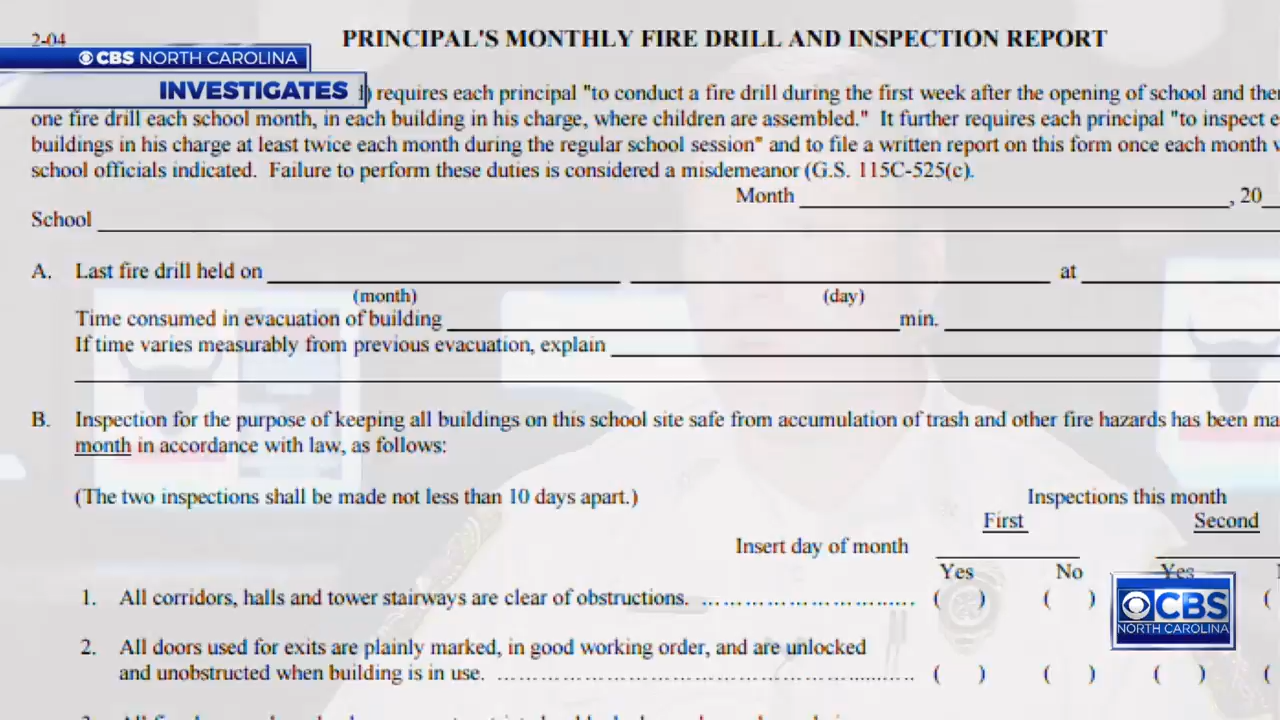 2-04
PRINCIPAL'S MONTHLY FIRE DRILL AND INSPECTION REPORT
CBS NORTH CAROLINA
INVESTIGATES
) requires each principal "to conduct a fire drill during the first week after the opening of school and
one fire drill each school month, in each building in his charge, where children are assembled." It further requires each principal "to inspect
buildings in his charge at least twice each month during the regular school session" and to file a written report on this form once each month
school officials indicated. Failure to perform these duties is considered a misdemeanor (G.S. 115C-525(c).
Month , 20
School
A. Last fire drill held on at
(month) (day)
Time consumed in evacuation of building min.
If time varies measurably from previous evacuation, explain
B. Inspection for the purpose of keeping all buildings on this school site safe from accumulation of trash and other fire hazards has been
month in accordance with law, as follows:
(The two inspections shall be made not less than 10 days apart.) Inspections this month
First Second
Insert day of month
Yes No Yes
1. All corridors, halls and tower stairways are clear of obstructions. ( ) ( ) (
2. All doors used for exits are plainly marked, in good working order, and are unlocked
and unobstructed when building is in use. ( ) ( ) ( ) (
CBS
NORTH CAROLINA